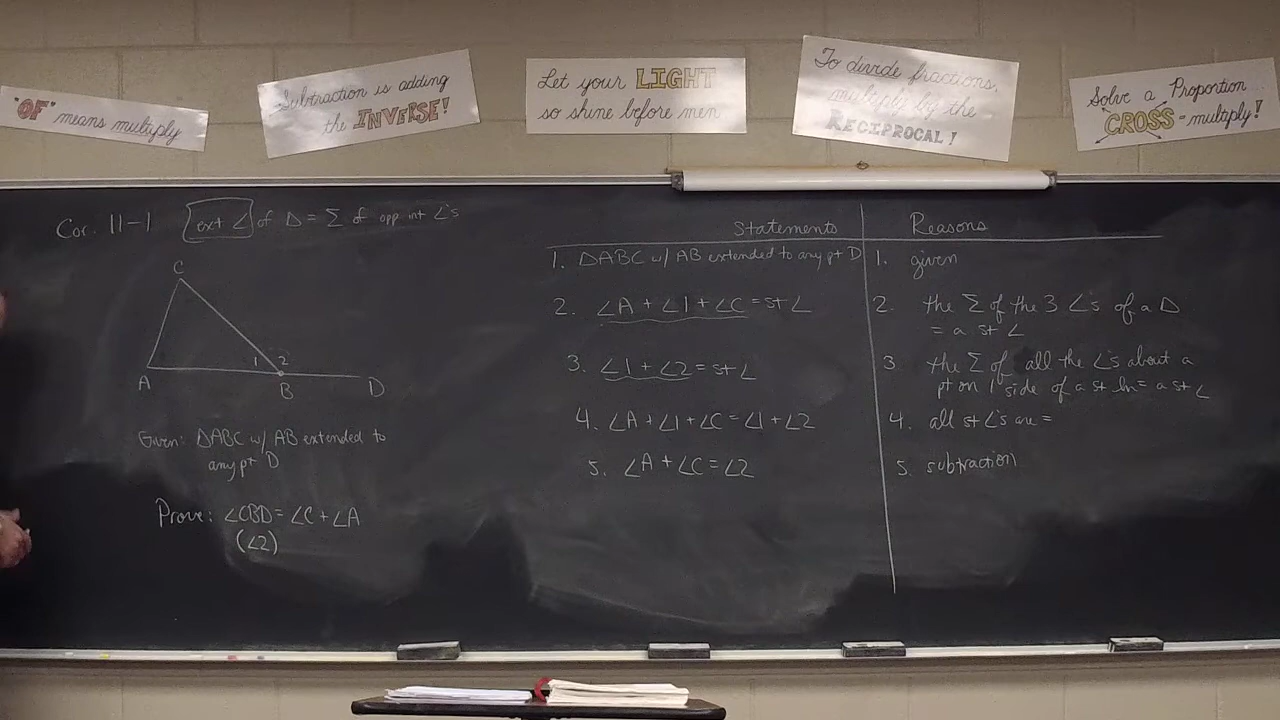 "OF" means multiply
Subtraction is adding
the INVERSE!
Let your LIGHT
so shine before men
To divide fractions,
multiply by the
RECIPROCAL!
Solve a Proportion
CROSS-multiply!
Cor. 11-1 ext ∠ of Δ = Σ of opp int ∠'s
C
1 2
A B D
Given: ΔABC w/ AB extended to
any pt D
Prove: ∠CBD = ∠C + ∠A
(∠2)
Statements Reasons
1. ΔABC w/ AB extended to any pt D 1. given
2. ∠A + ∠1 + ∠C = st ∠ 2. the Σ of the 3 ∠'s of a Δ
= a st ∠
3. ∠1 + ∠2 = st ∠ 3. the Σ of all the ∠'s about a
pt on 1 side of a st ln = a st ∠
4. ∠A + ∠1 + ∠C = ∠1 + ∠2 4. all st ∠'s are =
5. ∠A + ∠C = ∠2 5. subtraction